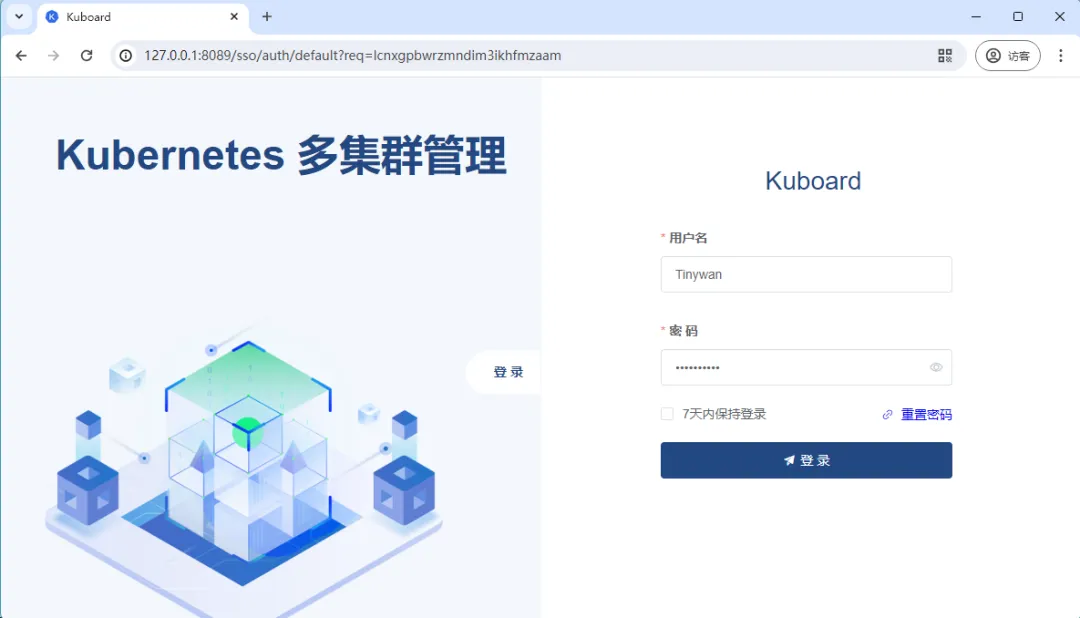 Kuboard
127.0.0.1:8089/sso/auth/default?req=lcnxgpbwrzmndim3ikhfmzaam
访客
Kubernetes 多集群管理
登 录
Kuboard
* 用户名
Tinywan
* 密 码
••••••••••
7天内保持登录
重置密码
登 录